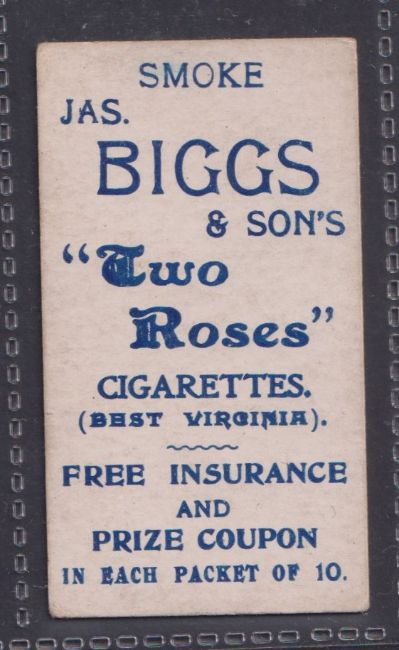 SMOKE
JAS.
BIGGS
& SON'S
"Two
Roses"
CIGARETTES.
(BEST VIRGINIA).
FREE INSURANCE
AND
PRIZE COUPON
IN EACH PACKET OF 10.